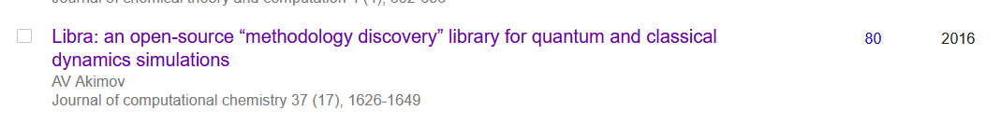 Journal of chemical theory and computation
Libra: an open-source “methodology discovery” library for quantum and classical
dynamics simulations
80
2016
AV Akimov
Journal of computational chemistry 37 (17), 1626-1649